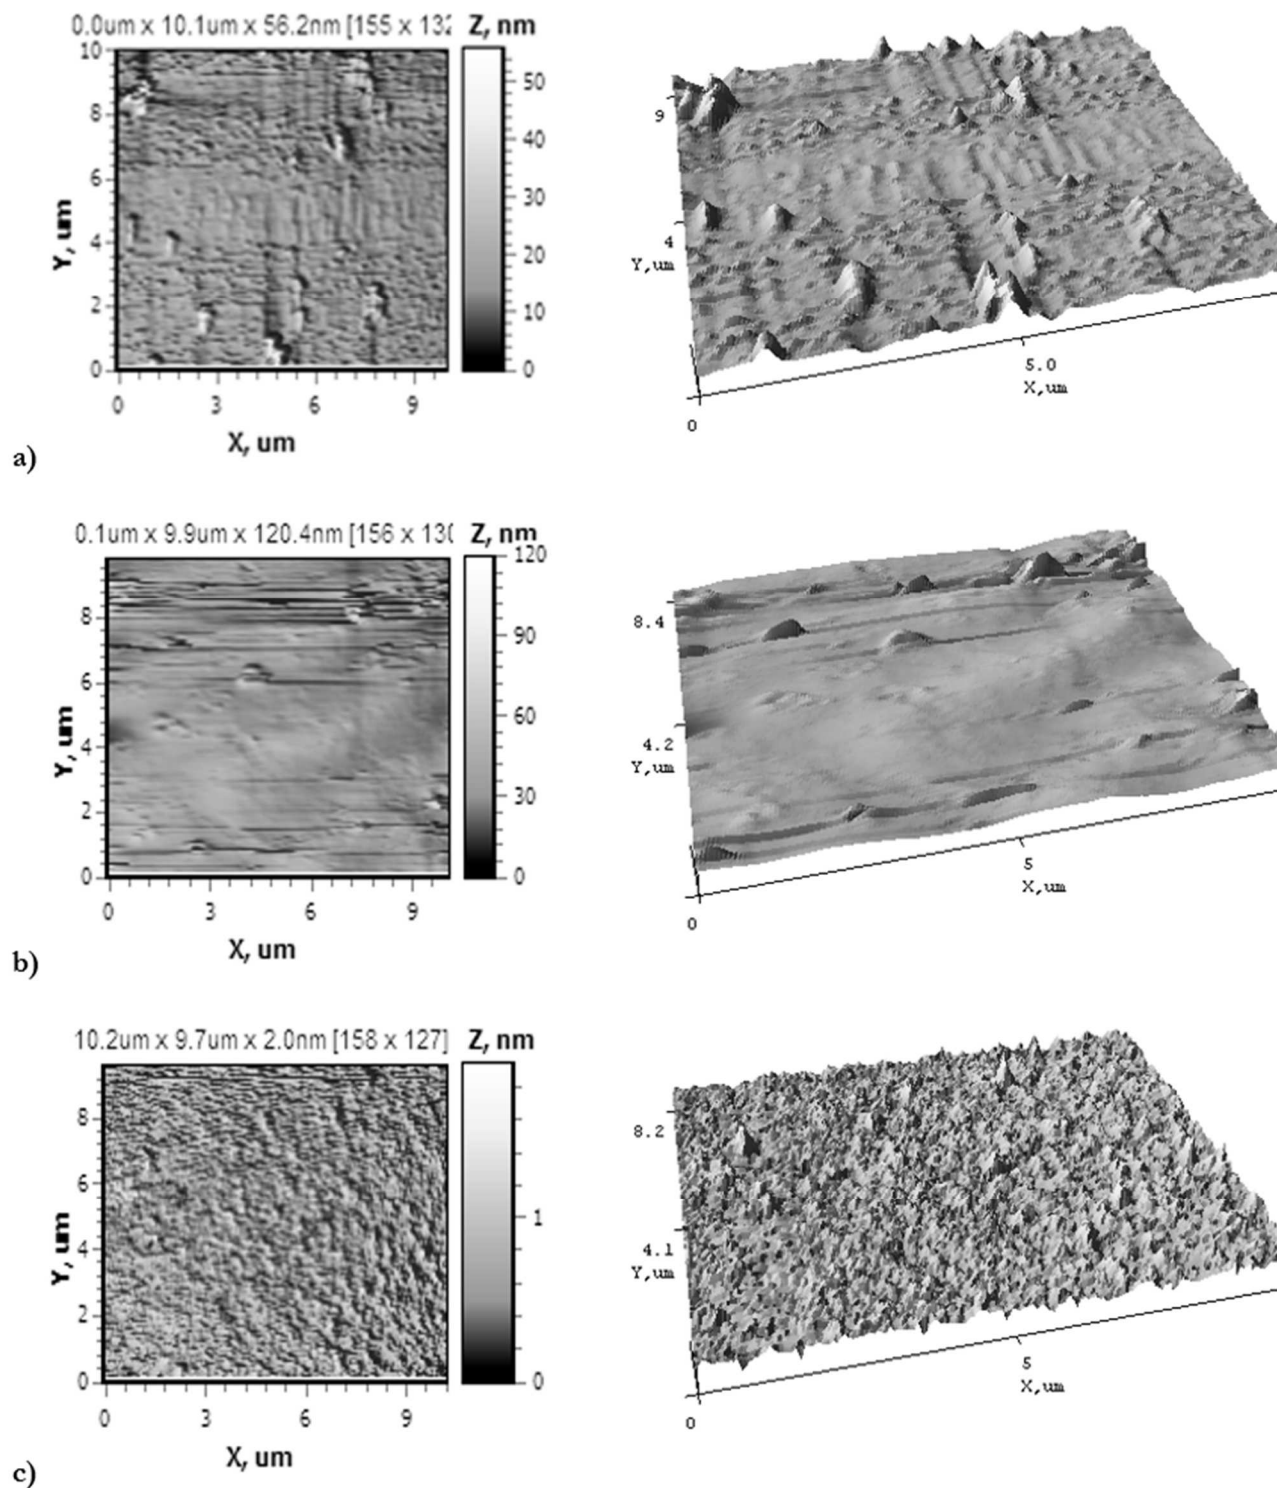 0.0um x 10.1um x 56.2nm [155 x 132
Z, nm
50
40
30
20
10
0
Y, um
10
8
6
4
2
0
0 3 6 9
X, um
9
4
Y,um
0
5.0
X,um
a)
0.1um x 9.9um x 120.4nm [156 x 130
Z, nm
120
90
60
30
0
Y, um
8
6
4
2
0
0 3 6 9
X, um
8.4
4.2
Y,um
0
5
X,um
b)
10.2um x 9.7um x 2.0nm [158 x 127]
Z, nm
1
0
Y, um
8
6
4
2
0
0 3 6 9
X, um
8.2
4.1
Y,um
0
5
X,um
c)